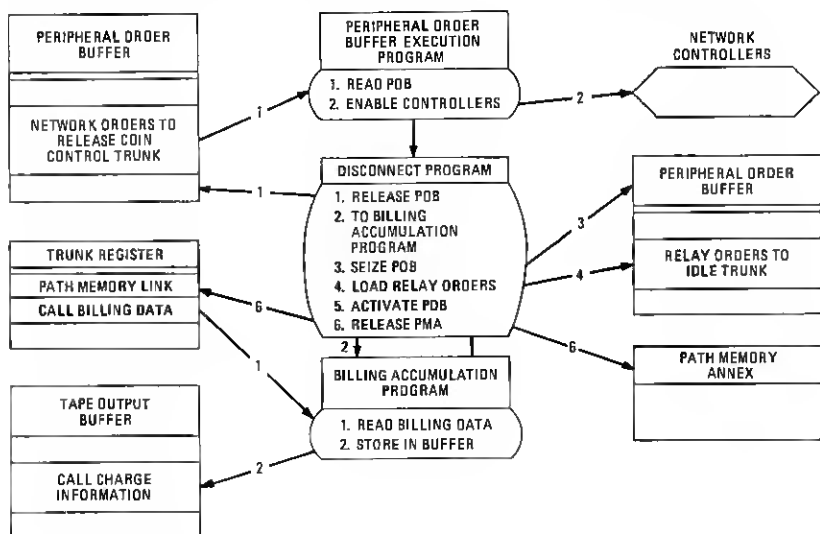 PERIPHERAL ORDER
BUFFER
NETWORK ORDERS TO
RELEASE COIN
CONTROL TRUNK
PERIPHERAL ORDER
BUFFER EXECUTION
PROGRAM
1. READ POB
2. ENABLE CONTROLLERS
NETWORK
CONTROLLERS
1
2
DISCONNECT PROGRAM
1. RELEASE POB
2. TO BILLING
ACCUMULATION
PROGRAM
3. SEIZE POB
4. LOAD RELAY ORDERS
5. ACTIVATE PDB
6. RELEASE PMA
1
3
4
6
6
2
PERIPHERAL ORDER
BUFFER
RELAY ORDERS TO
IDLE TRUNK
TRUNK REGISTER
PATH MEMORY LINK
CALL BILLING DATA
1
BILLING ACCUMULATION
PROGRAM
1. READ BILLING DATA
2. STORE IN BUFFER
PATH MEMORY
ANNEX
TAPE OUTPUT
BUFFER
CALL CHARGE
INFORMATION
2